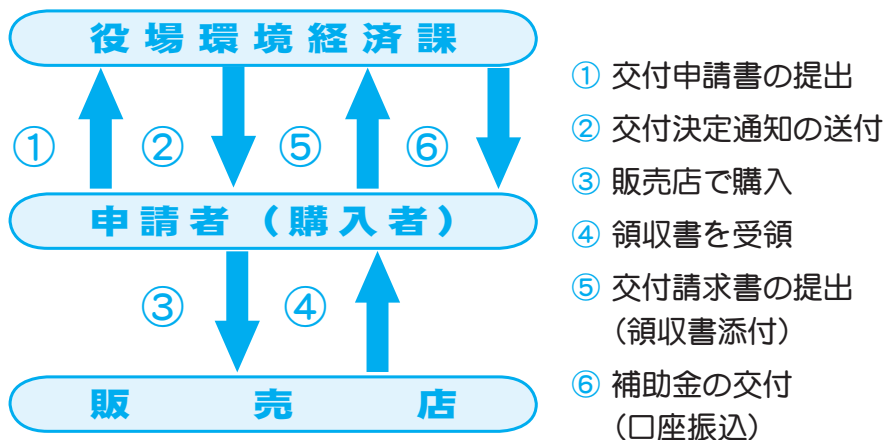 役場環境経済課
① ② ⑤ ⑥
申請者（購入者）
③ ④
販売店
① 交付申請書の提出
② 交付決定通知の送付
③ 販売店で購入
④ 領収書を受領
⑤ 交付請求書の提出
（領収書添付）
⑥ 補助金の交付
（口座振込）